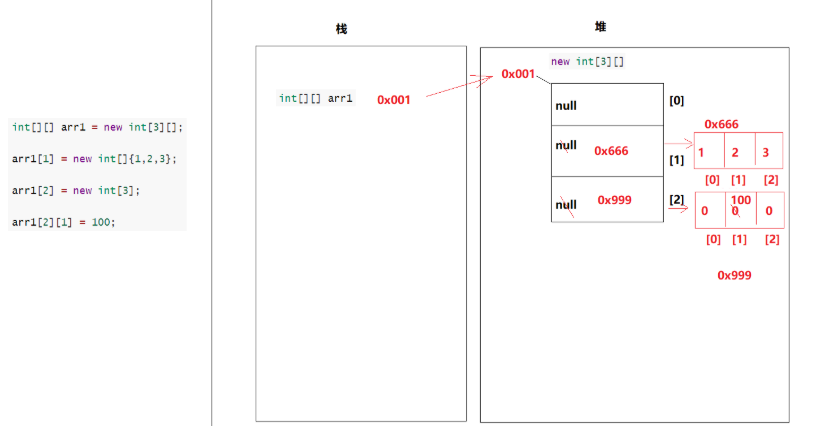 int[][] arr1 = new int[3][];
arr1[1] = new int[]{1,2,3};
arr1[2] = new int[3];
arr1[2][1] = 100;
栈
int[][] arr1
0x001
堆
new int[3][]
0x001
null
[0]
null
0x666
[1]
null
0x999
[2]
0x666
1 2 3
[0] [1] [2]
100
0 0 0
[0] [1] [2]
0x999